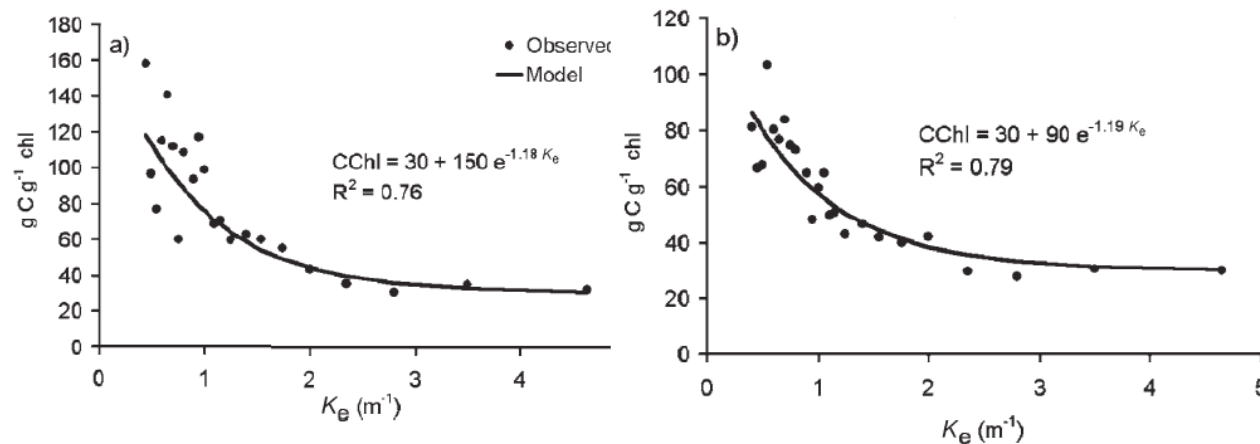 a)
180
160
140
120
100
80
60
40
20
0
g C g⁻¹ chl
Observed
Model
CChl = 30 + 150 e^-1.18 Kₑ
R² = 0.76
0 1 2 3 4
Kₑ (m⁻¹)
b)
120
100
80
60
40
20
0
g C g⁻¹ chl
CChl = 30 + 90 e^-1.19 Kₑ
R² = 0.79
0 1 2 3 4 5
Kₑ (m⁻¹)